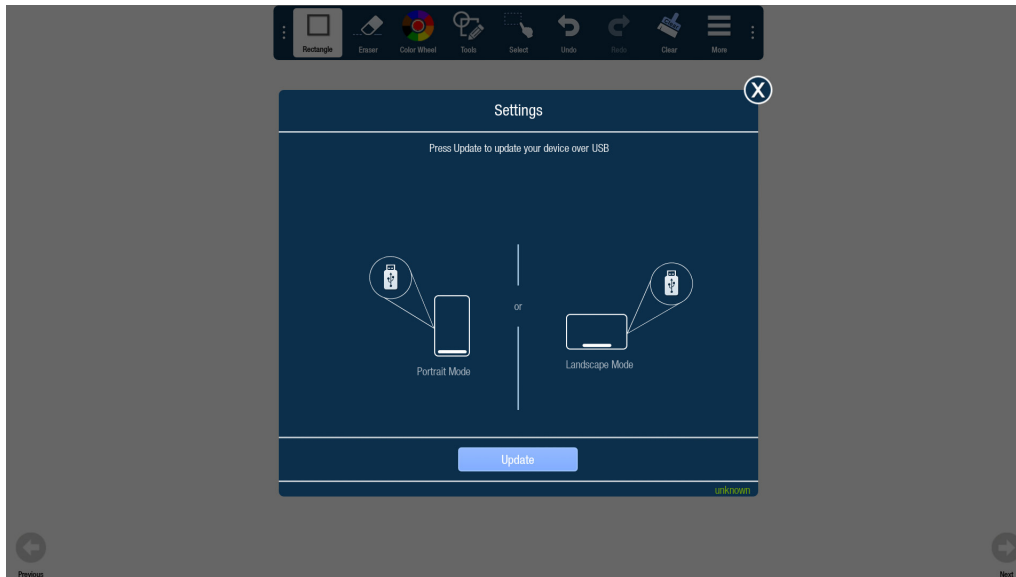 Rectangle Eraser Color Wheel Tools Select Undo Redo Clear More
X
Settings
Press Update to update your device over USB
or
Portrait Mode
Landscape Mode
Update
unknown
Previous
Next